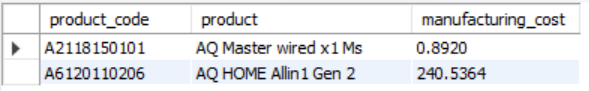 product_code product manufacturing_cost
A2118150101 AQ Master wired x1 Ms 0.8920
A6120110206 AQ HOME Allin1 Gen 2 240.5364